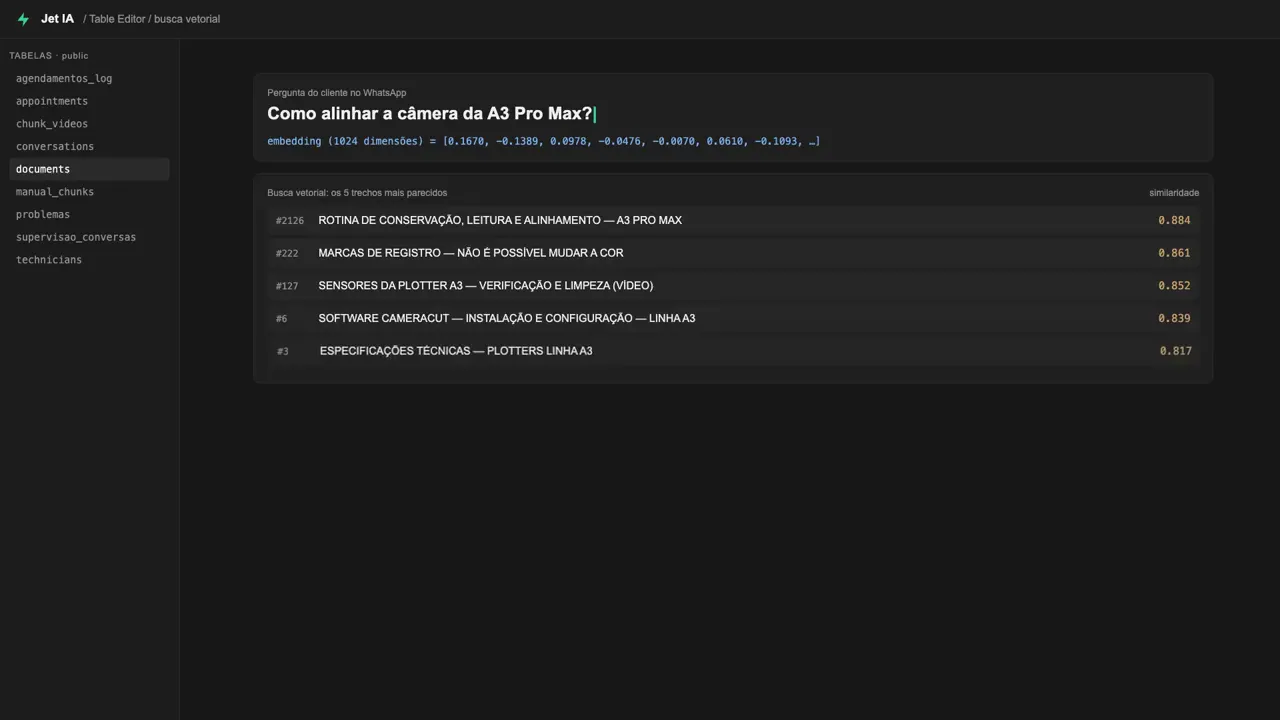 Jet IA / Table Editor / busca vetorial
TABELAS · public
agendamentos_log
appointments
chunk_videos
conversations
documents
manual_chunks
problemas
supervisao_conversas
technicians
Pergunta do cliente no WhatsApp
Como alinhar a câmera da A3 Pro Max?
embedding (1024 dimensões) = [0.1670, −0.1389, 0.0978, −0.0476, −0.0070, 0.0610, −0.1093, …]
Busca vetorial: os 5 trechos mais parecidos similaridade
#2126 ROTINA DE CONSERVAÇÃO, LEITURA E ALINHAMENTO — A3 PRO MAX 0.884
#222 MARCAS DE REGISTRO — NÃO É POSSÍVEL MUDAR A COR 0.861
#127 SENSORES DA PLOTTER A3 — VERIFICAÇÃO E LIMPEZA (VÍDEO) 0.852
#6 SOFTWARE CAMERACUT — INSTALAÇÃO E CONFIGURAÇÃO — LINHA A3 0.839
#3 ESPECIFICAÇÕES TÉCNICAS — PLOTTERS LINHA A3 0.817